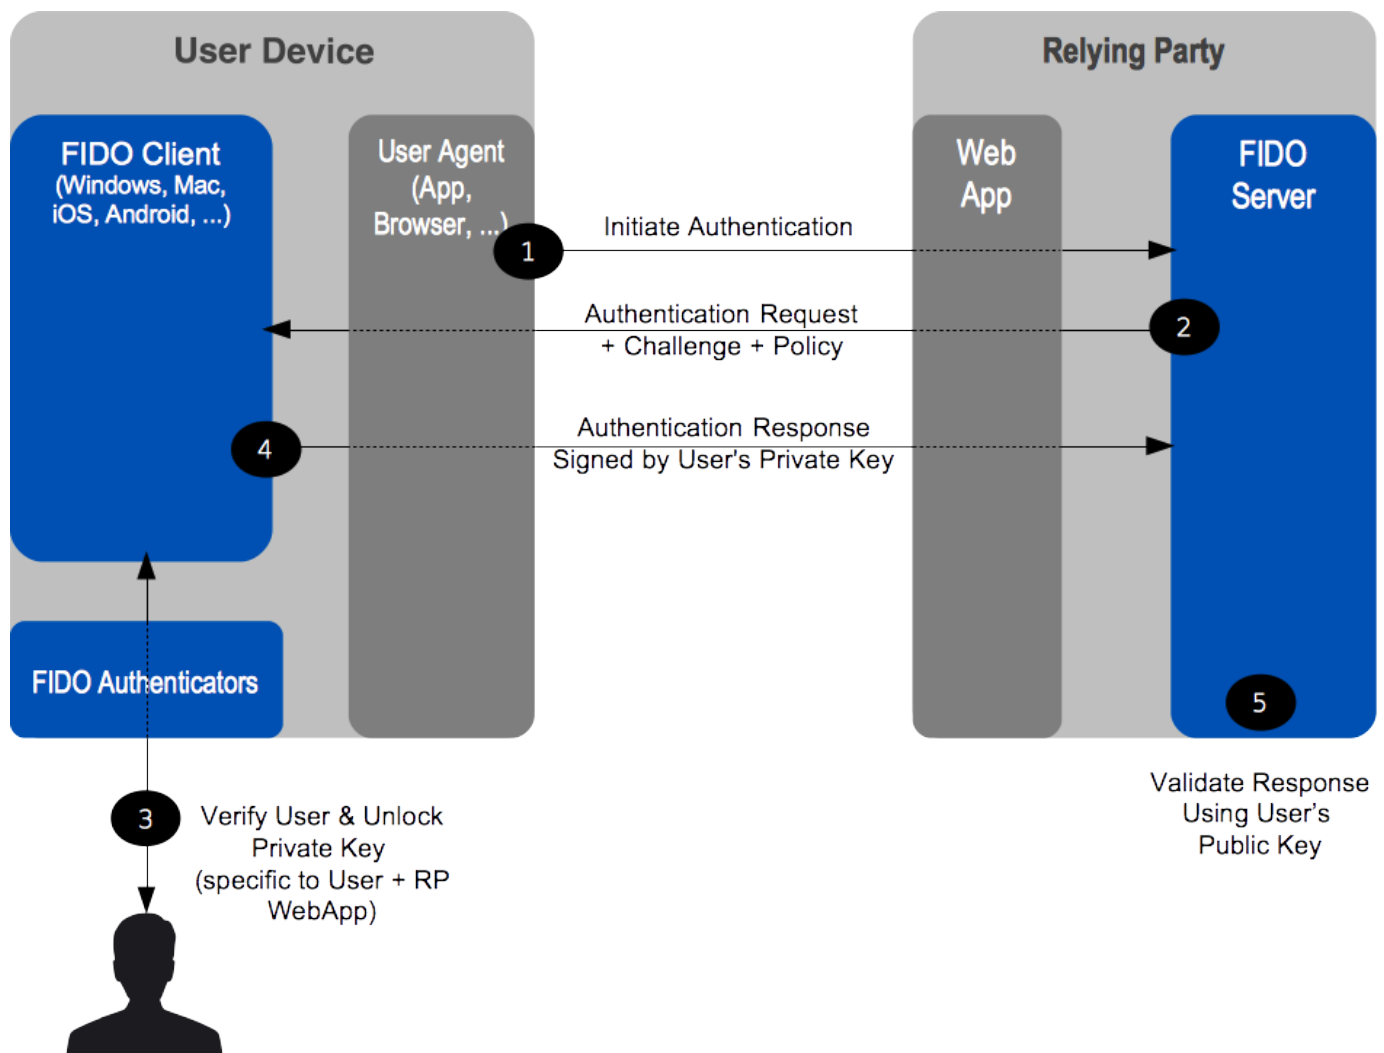 User Device
FIDO Client
(Windows, Mac,
iOS, Android, ...)
User Agent
(App,
Browser, ...)
Relying Party
Web
App
FIDO
Server
1
Initiate Authentication
Authentication Request
+ Challenge + Policy
2
4
Authentication Response
Signed by User's Private Key
FIDO Authenticators
5
Validate Response
Using User’s
Public Key
3
Verify User & Unlock
Private Key
(specific to User + RP
WebApp)